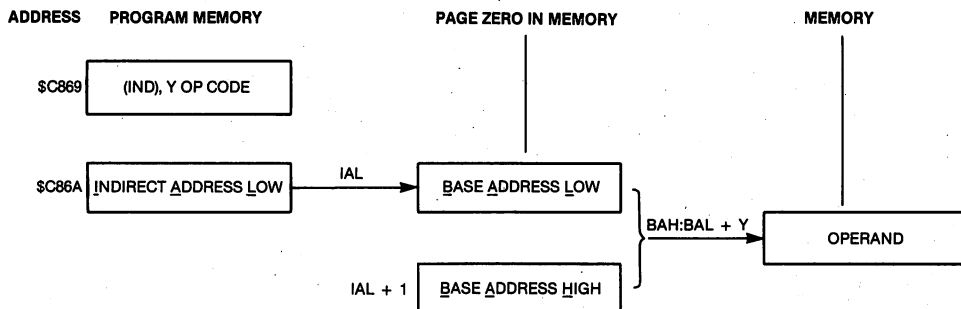 ADDRESS PROGRAM MEMORY PAGE ZERO IN MEMORY MEMORY
$C869 (IND), Y OP CODE
$C86A INDIRECT ADDRESS LOW IAL BASE ADDRESS LOW
BAH:BAL + Y OPERAND
IAL + 1 BASE ADDRESS HIGH